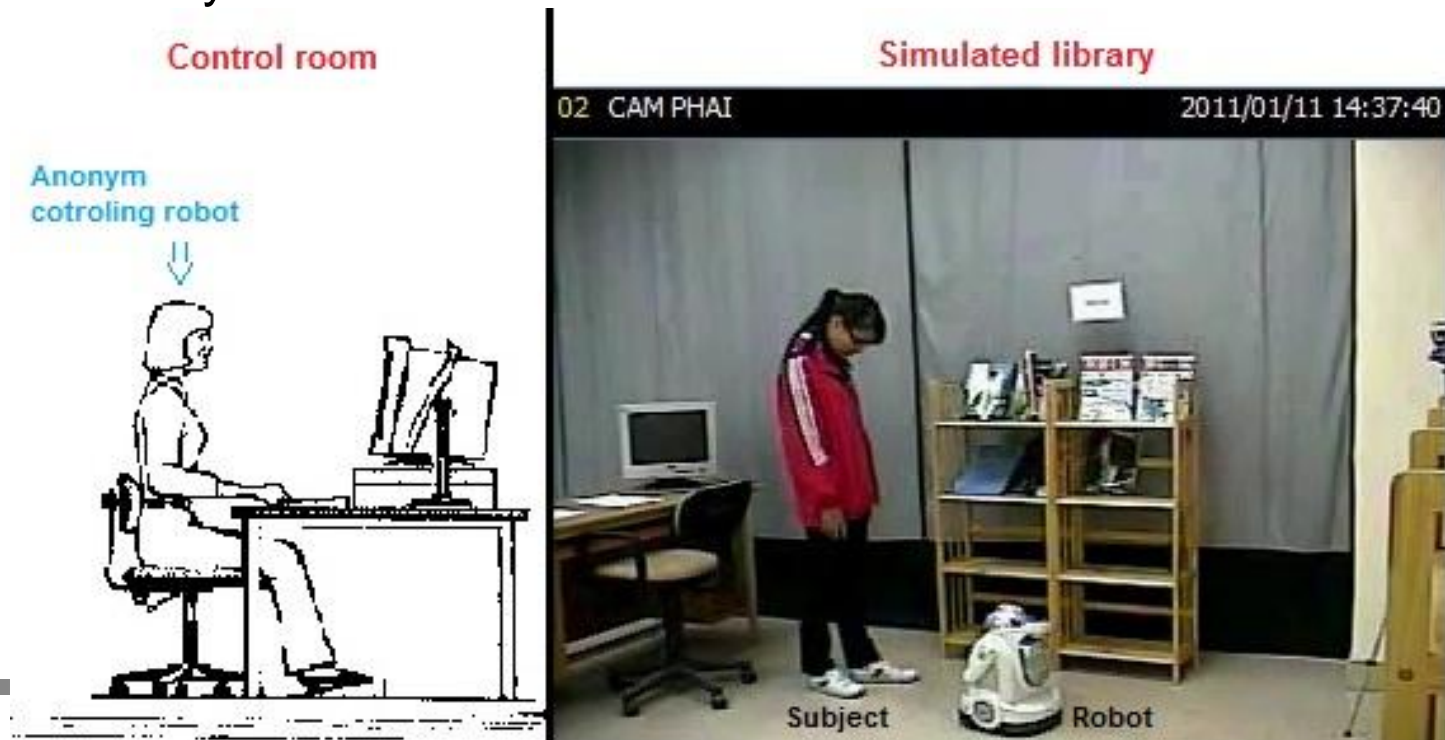 Control room
Simulated library
02 CAM PHAI
2011/01/11 14:37:40
Anonym
cotroling robot
Subject
Robot